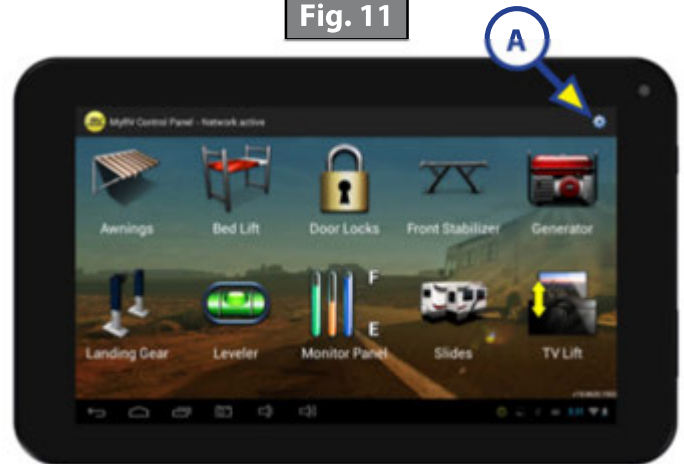 Fig. 11
A
MyRV Control Panel - Network active
Awnings
Bed Lift
Door Locks
Front Stabilizer
Generator
F
E
Landing Gear
Leveler
Monitor Panel
Slides
TV Lift